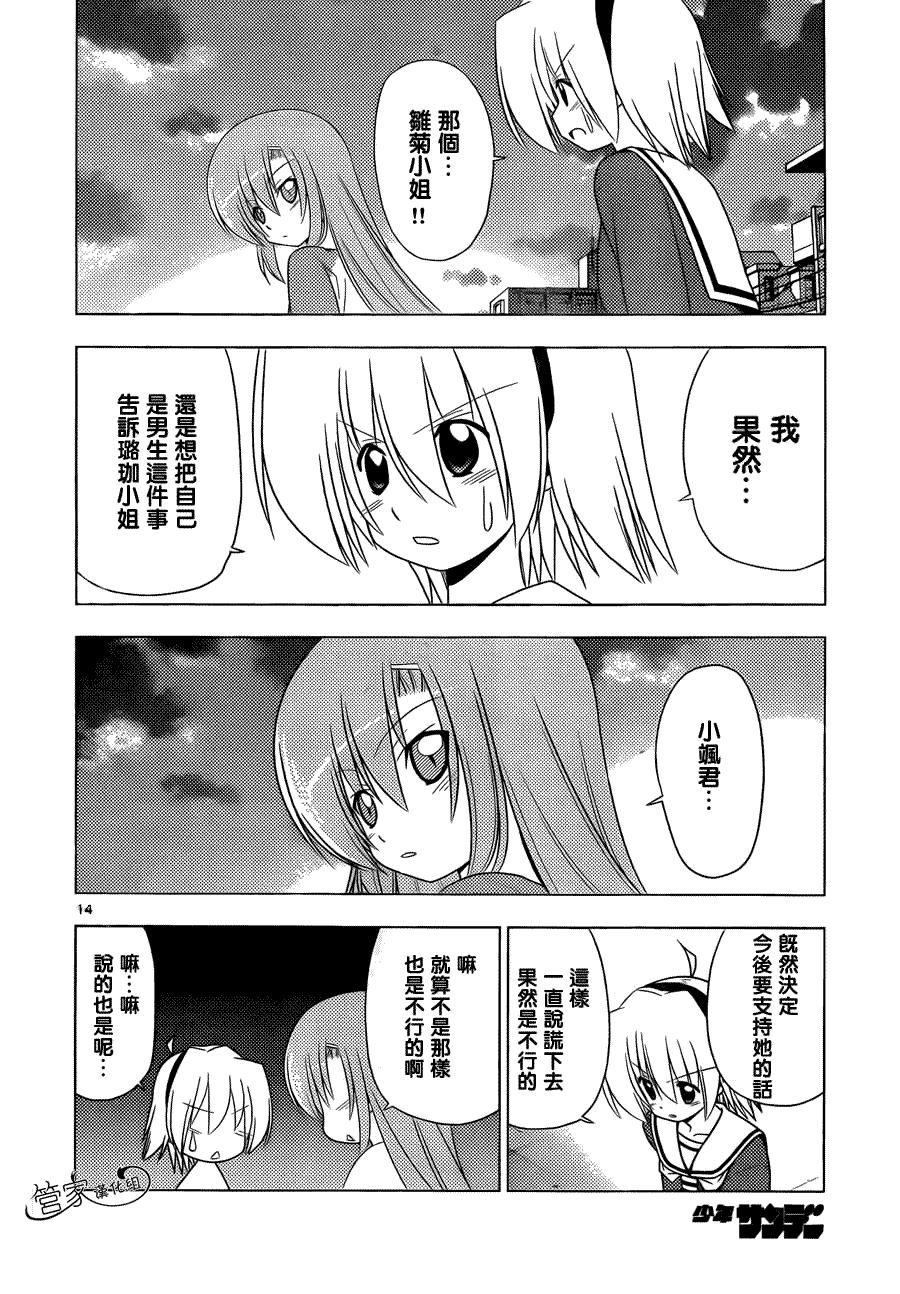 那個…
雛菊小姐!!
我
果然…
還是想把自己
是男生這件事
告訴璐珈小姐
小颯君…
14
既然決定
今後要支持她的話
這樣
一直說謊下去
果然是不行的
嘛
就算不是那樣
也是不行的啊
嘛…嘛
說的也是呢…
管家漢化組
少年サンデー